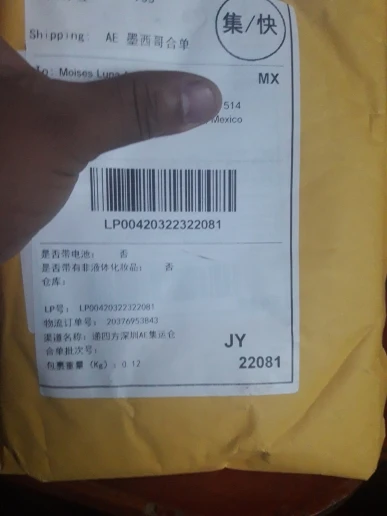 集/快
Shipping: AE 墨西哥合单
To: Moises Luna
MX
514
Mexico
LP00420322322081
是否带电池: 否
是否带有非液体化妆品: 否
仓库:
LP号: LP00420322322081
物流订单号: 20376953843
渠道名称: 递四方深圳AE集运仓
合单批次号:
包裹重量 (Kg): 0.12
JY
22081